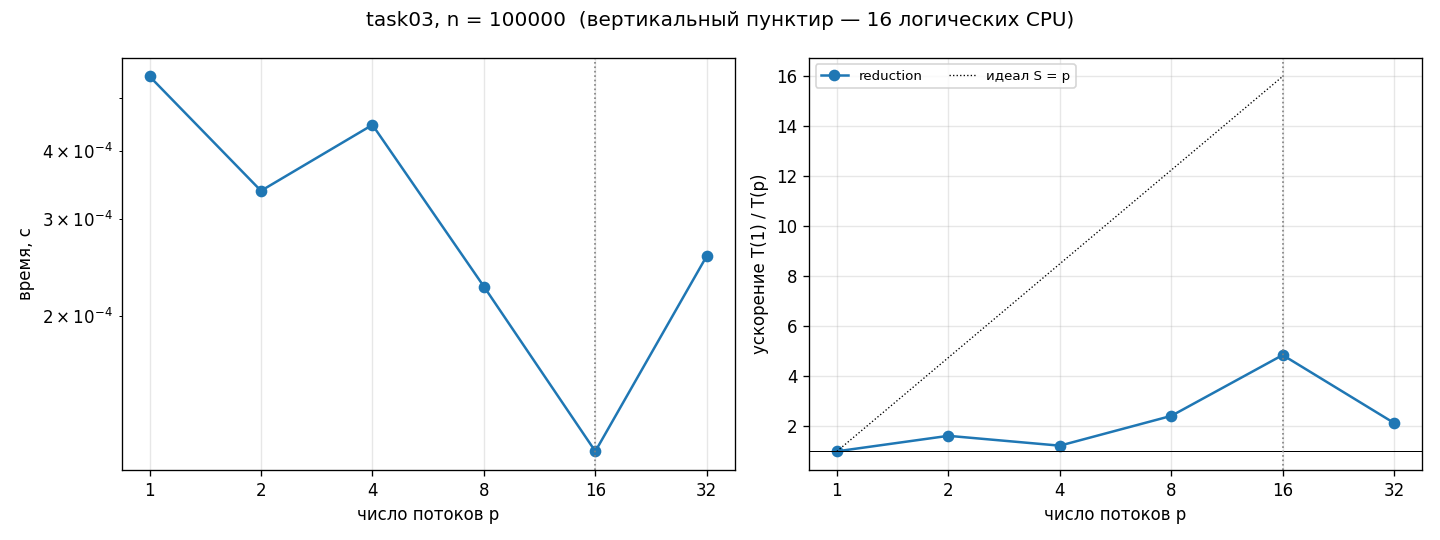 task03, n = 100000  (вертикальный пунктир — 16 логических CPU)
время, с
4 × 10⁻⁴
3 × 10⁻⁴
2 × 10⁻⁴
1 2 4 8 16 32
число потоков p
ускорение T(1) / T(p)
reduction
идеал S = p
16
14
12
10
8
6
4
2
1 2 4 8 16 32
число потоков p